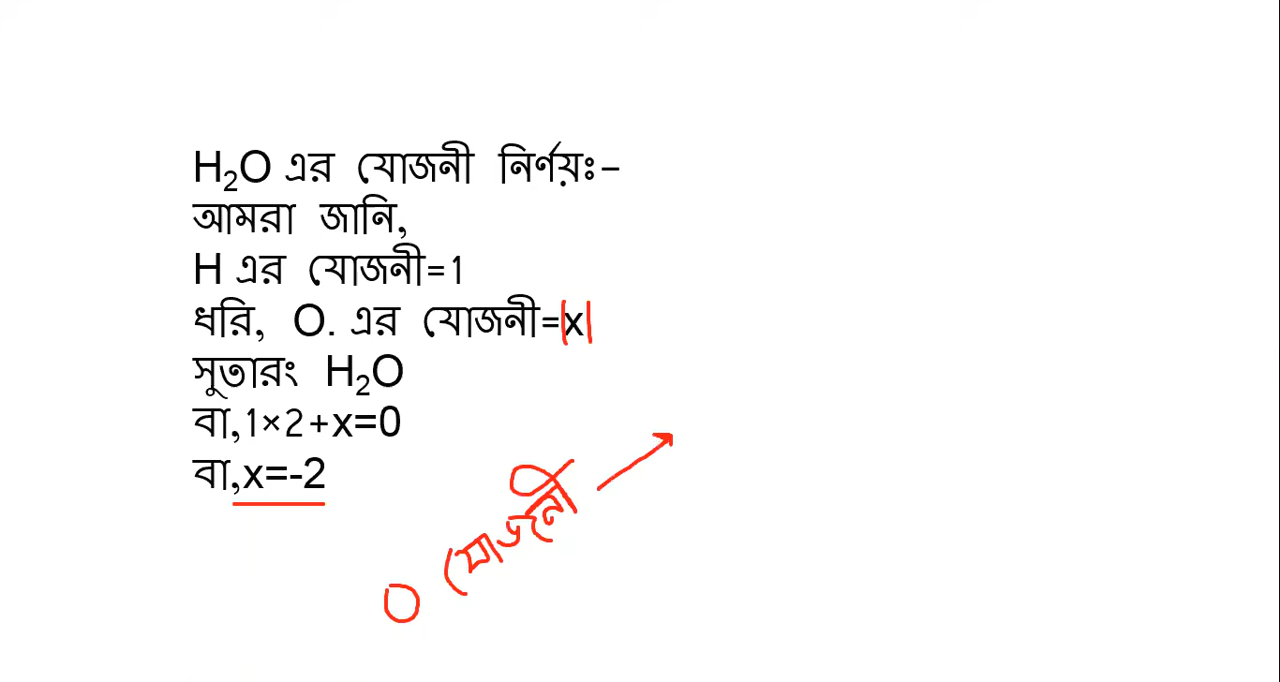 H₂O এর যোজনী নির্ণয়ঃ–
আমরা জানি,
H এর যোজনী=1
ধরি, O. এর যোজনী=|x|
সুতারং H₂O
বা,1×2+x=0
বা,x=-2
O যোজনী →